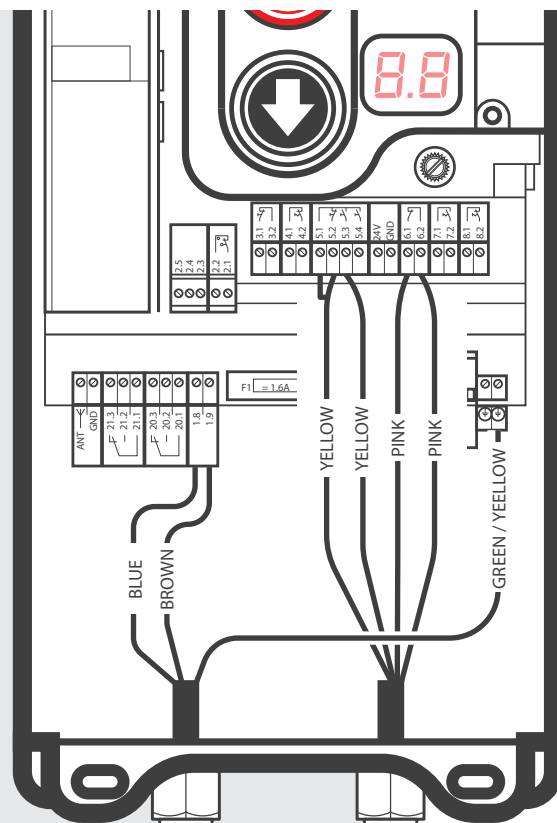 8.8
3.1
3.2
4.1
4.2
5.1
5.2
5.3
5.4
24V
GND
6.1
6.2
7.1
7.2
8.1
8.2
2.5
2.4
2.3
2.2
2.1
F1 = 1.6A
ANT
GND
21.3
21.2
21.1
20.3
20.2
20.1
1.8
1.9
YELLOW
YELLOW
PINK
PINK
GREEN / YEELLOW
BLUE
BROWN